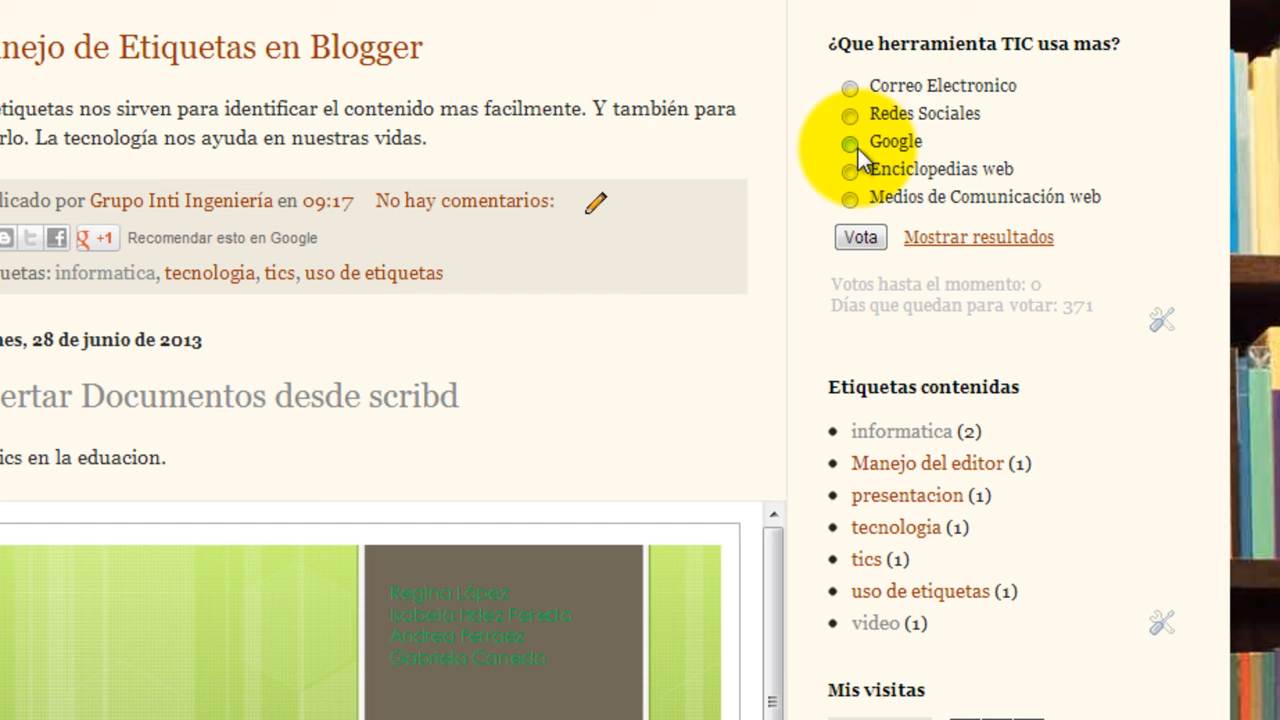 nejo de Etiquetas en Blogger
etiquetas nos sirven para identificar el contenido mas facilmente. Y también para
rlo. La tecnología nos ayuda en nuestras vidas.
licado por Grupo Inti Ingeniería en 09:17 No hay comentarios:
g +1 Recomendar esto en Google
uetas: informatica, tecnologia, tics, uso de etiquetas
nes, 28 de junio de 2013
ertar Documentos desde scribd
ics en la eduacion.
Regina López
Isabela Hdez Peredo
Andrea Perraez
Gabriela Canedo
¿Que herramienta TIC usa mas?
Correo Electronico
Redes Sociales
Google
Enciclopedias web
Medios de Comunicación web
Vota Mostrar resultados
Votos hasta el momento: 0
Días que quedan para votar: 371
Etiquetas contenidas
informatica (2)
Manejo del editor (1)
presentacion (1)
tecnologia (1)
tics (1)
uso de etiquetas (1)
video (1)
Mis visitas